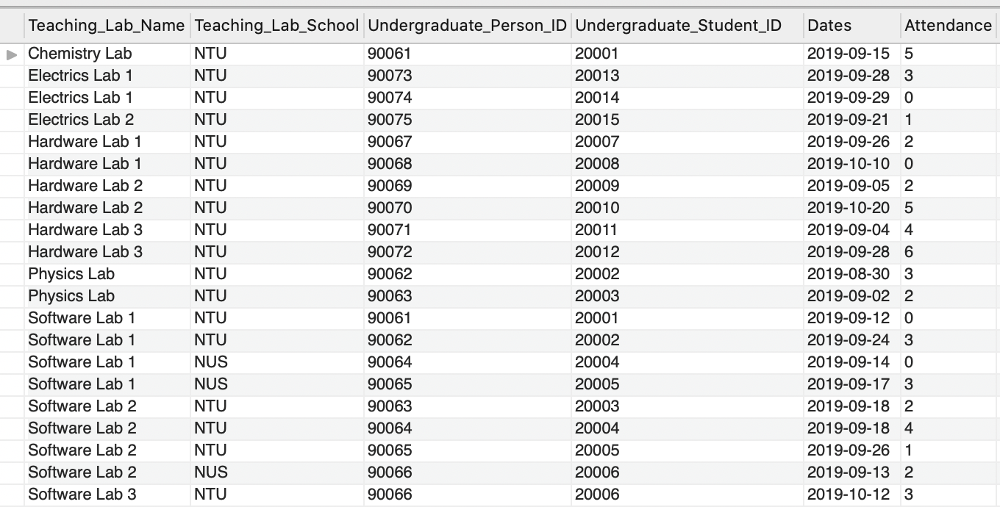 Teaching_Lab_Name Teaching_Lab_School Undergraduate_Person_ID Undergraduate_Student_ID Dates Attendance
Chemistry Lab NTU 90061 20001 2019-09-15 5
Electrics Lab 1 NTU 90073 20013 2019-09-28 3
Electrics Lab 1 NTU 90074 20014 2019-09-29 0
Electrics Lab 2 NTU 90075 20015 2019-09-21 1
Hardware Lab 1 NTU 90067 20007 2019-09-26 2
Hardware Lab 1 NTU 90068 20008 2019-10-10 0
Hardware Lab 2 NTU 90069 20009 2019-09-05 2
Hardware Lab 2 NTU 90070 20010 2019-10-20 5
Hardware Lab 3 NTU 90071 20011 2019-09-04 4
Hardware Lab 3 NTU 90072 20012 2019-09-28 6
Physics Lab NTU 90062 20002 2019-08-30 3
Physics Lab NTU 90063 20003 2019-09-02 2
Software Lab 1 NTU 90061 20001 2019-09-12 0
Software Lab 1 NTU 90062 20002 2019-09-24 3
Software Lab 1 NUS 90064 20004 2019-09-14 0
Software Lab 1 NUS 90065 20005 2019-09-17 3
Software Lab 2 NTU 90063 20003 2019-09-18 2
Software Lab 2 NTU 90064 20004 2019-09-18 4
Software Lab 2 NTU 90065 20005 2019-09-26 1
Software Lab 2 NUS 90066 20006 2019-09-13 2
Software Lab 3 NTU 90066 20006 2019-10-12 3